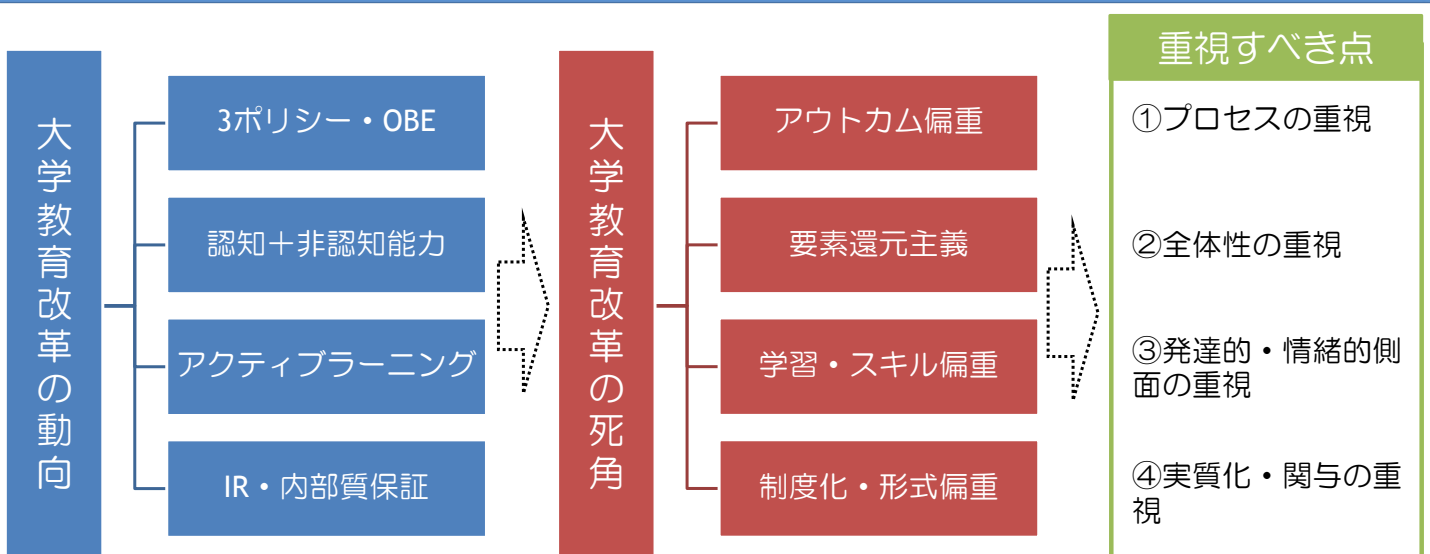 大学教育改革の動向
3ポリシー・OBE
認知＋非認知能力
アクティブラーニング
IR・内部質保証
大学教育改革の死角
アウトカム偏重
要素還元主義
学習・スキル偏重
制度化・形式偏重
重視すべき点
①プロセスの重視
②全体性の重視
③発達的・情緒的側
面の重視
④実質化・関与の重
視